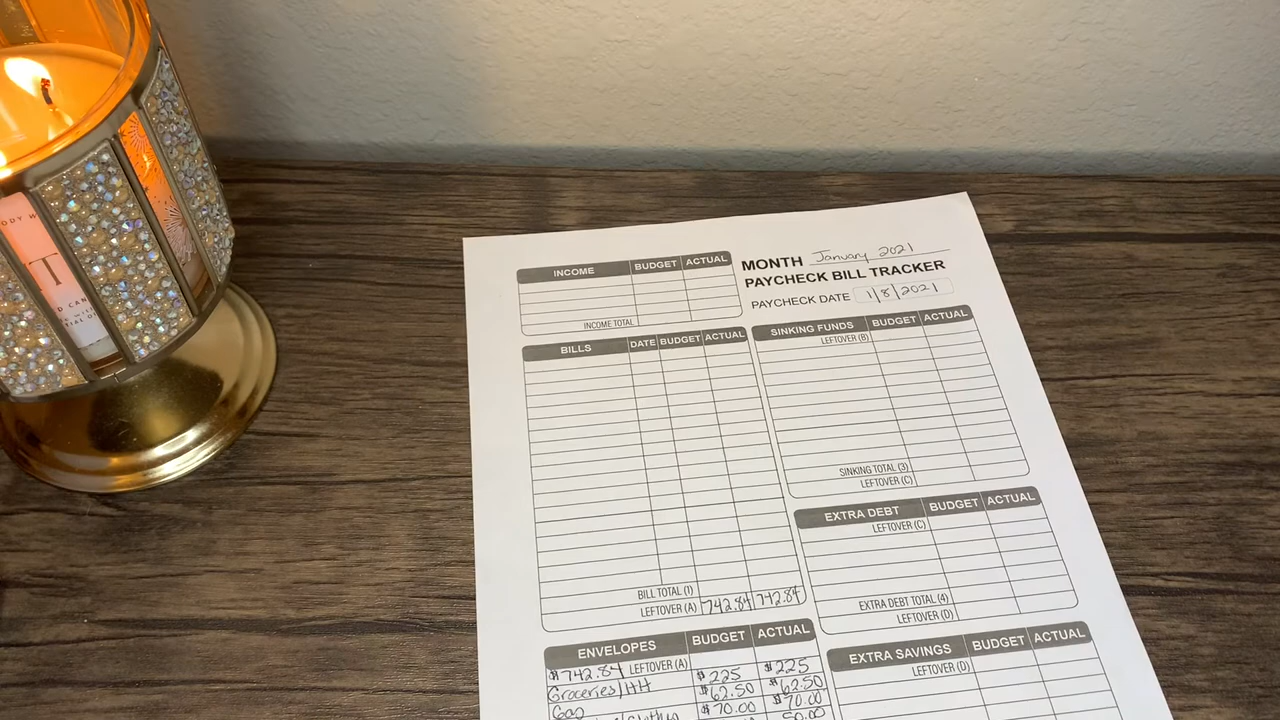 INCOME BUDGET ACTUAL
INCOME TOTAL
MONTH January 2021
PAYCHECK BILL TRACKER
PAYCHECK DATE 1/8/2021
BILLS DATE BUDGET ACTUAL
BILL TOTAL (1)
LEFTOVER (A) 742.84 742.84
SINKING FUNDS BUDGET ACTUAL
LEFTOVER (B)
SINKING TOTAL (3)
LEFTOVER (C)
EXTRA DEBT BUDGET ACTUAL
LEFTOVER (C)
EXTRA DEBT TOTAL (4)
LEFTOVER (D)
ENVELOPES BUDGET ACTUAL
$742.84 LEFTOVER (A)
Groceries/HH $225 $225
Gas $62.50 $62.50
$70.00 $70.00
50.00
EXTRA SAVINGS BUDGET ACTUAL
LEFTOVER (D)